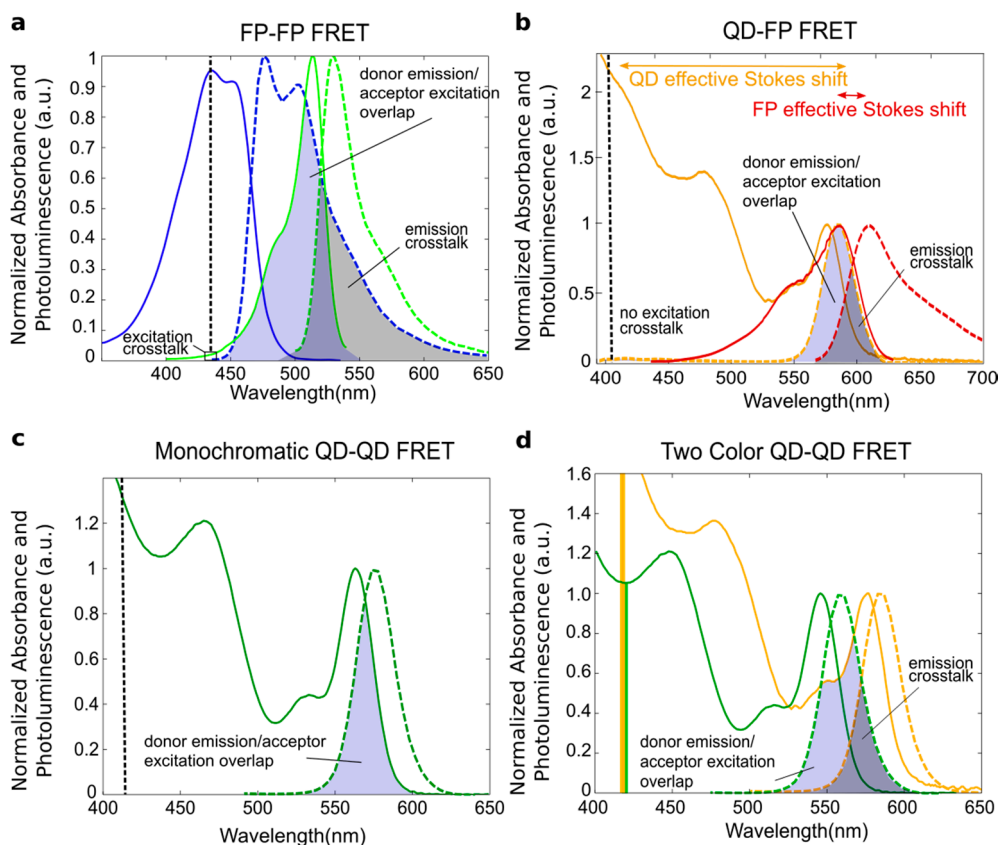 a
FP-FP FRET
Normalized Absorbance and
Photoluminescence (a.u.)
1
0.9
0.8
0.7
0.6
0.5
0.4
0.3
0.2
0.1
0
donor emission/
acceptor excitation
overlap
emission
crosstalk
excitation
crosstalk
400 450 500 550 600 650
Wavelength(nm)
b
QD-FP FRET
Normalized Absorbance and
Photoluminescence (a.u.)
2
1.5
1.0
0.5
0
QD effective Stokes shift
FP effective Stokes shift
donor emission/
acceptor excitation
overlap
emission
crosstalk
no excitation
crosstalk
400 450 500 550 600 650 700
Wavelength(nm)
c
Monochromatic QD-QD FRET
Normalized Absorbance and
Photoluminescence (a.u.)
1.2
1
0.8
0.6
0.4
0.2
0
donor emission/acceptor
excitation overlap
400 450 500 550 600 650
Wavelength(nm)
d
Two Color QD-QD FRET
Normalized Absorbance and
Photoluminescence (a.u.)
1.6
1.4
1.2
1.0
0.8
0.6
0.4
0.2
0
emission
crosstalk
donor emission/
acceptor excitation
overlap
400 450 500 550 600 650
Wavelength(nm)